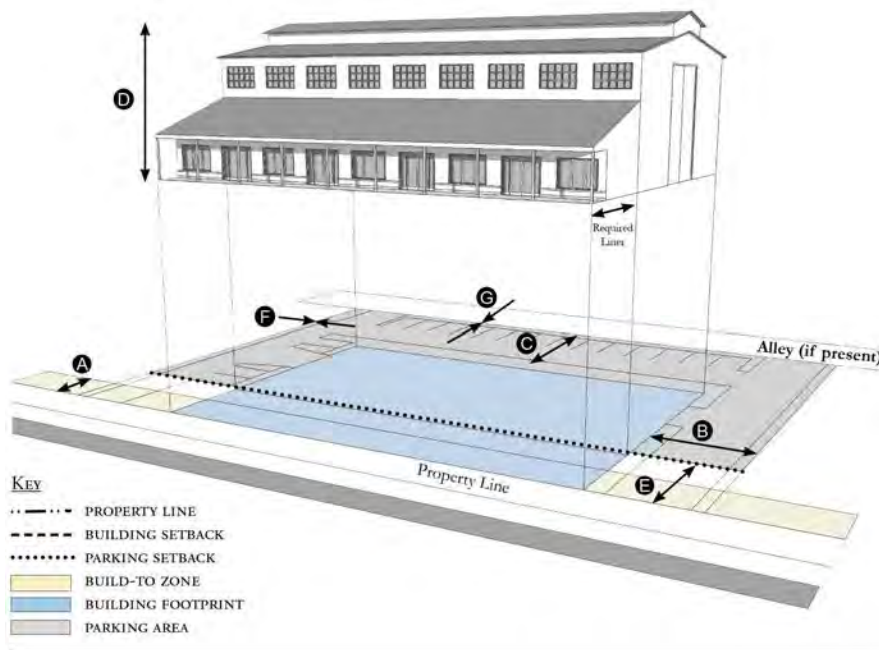 D
Required
Liner
G
F
C
Alley (if present)
A
B
Property Line
E
KEY
PROPERTY LINE
BUILDING SETBACK
PARKING SETBACK
BUILD-TO ZONE
BUILDING FOOTPRINT
PARKING AREA